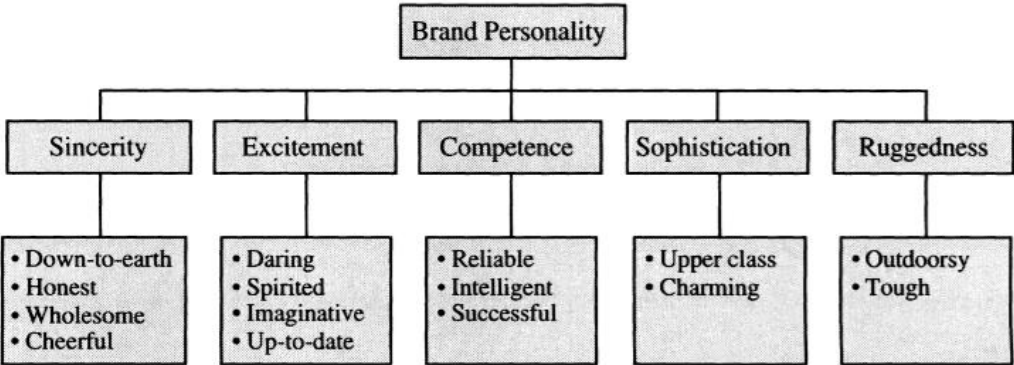 Brand Personality
Sincerity
Excitement
Competence
Sophistication
Ruggedness
• Down-to-earth
• Honest
• Wholesome
• Cheerful
• Daring
• Spirited
• Imaginative
• Up-to-date
• Reliable
• Intelligent
• Successful
• Upper class
• Charming
• Outdoorsy
• Tough